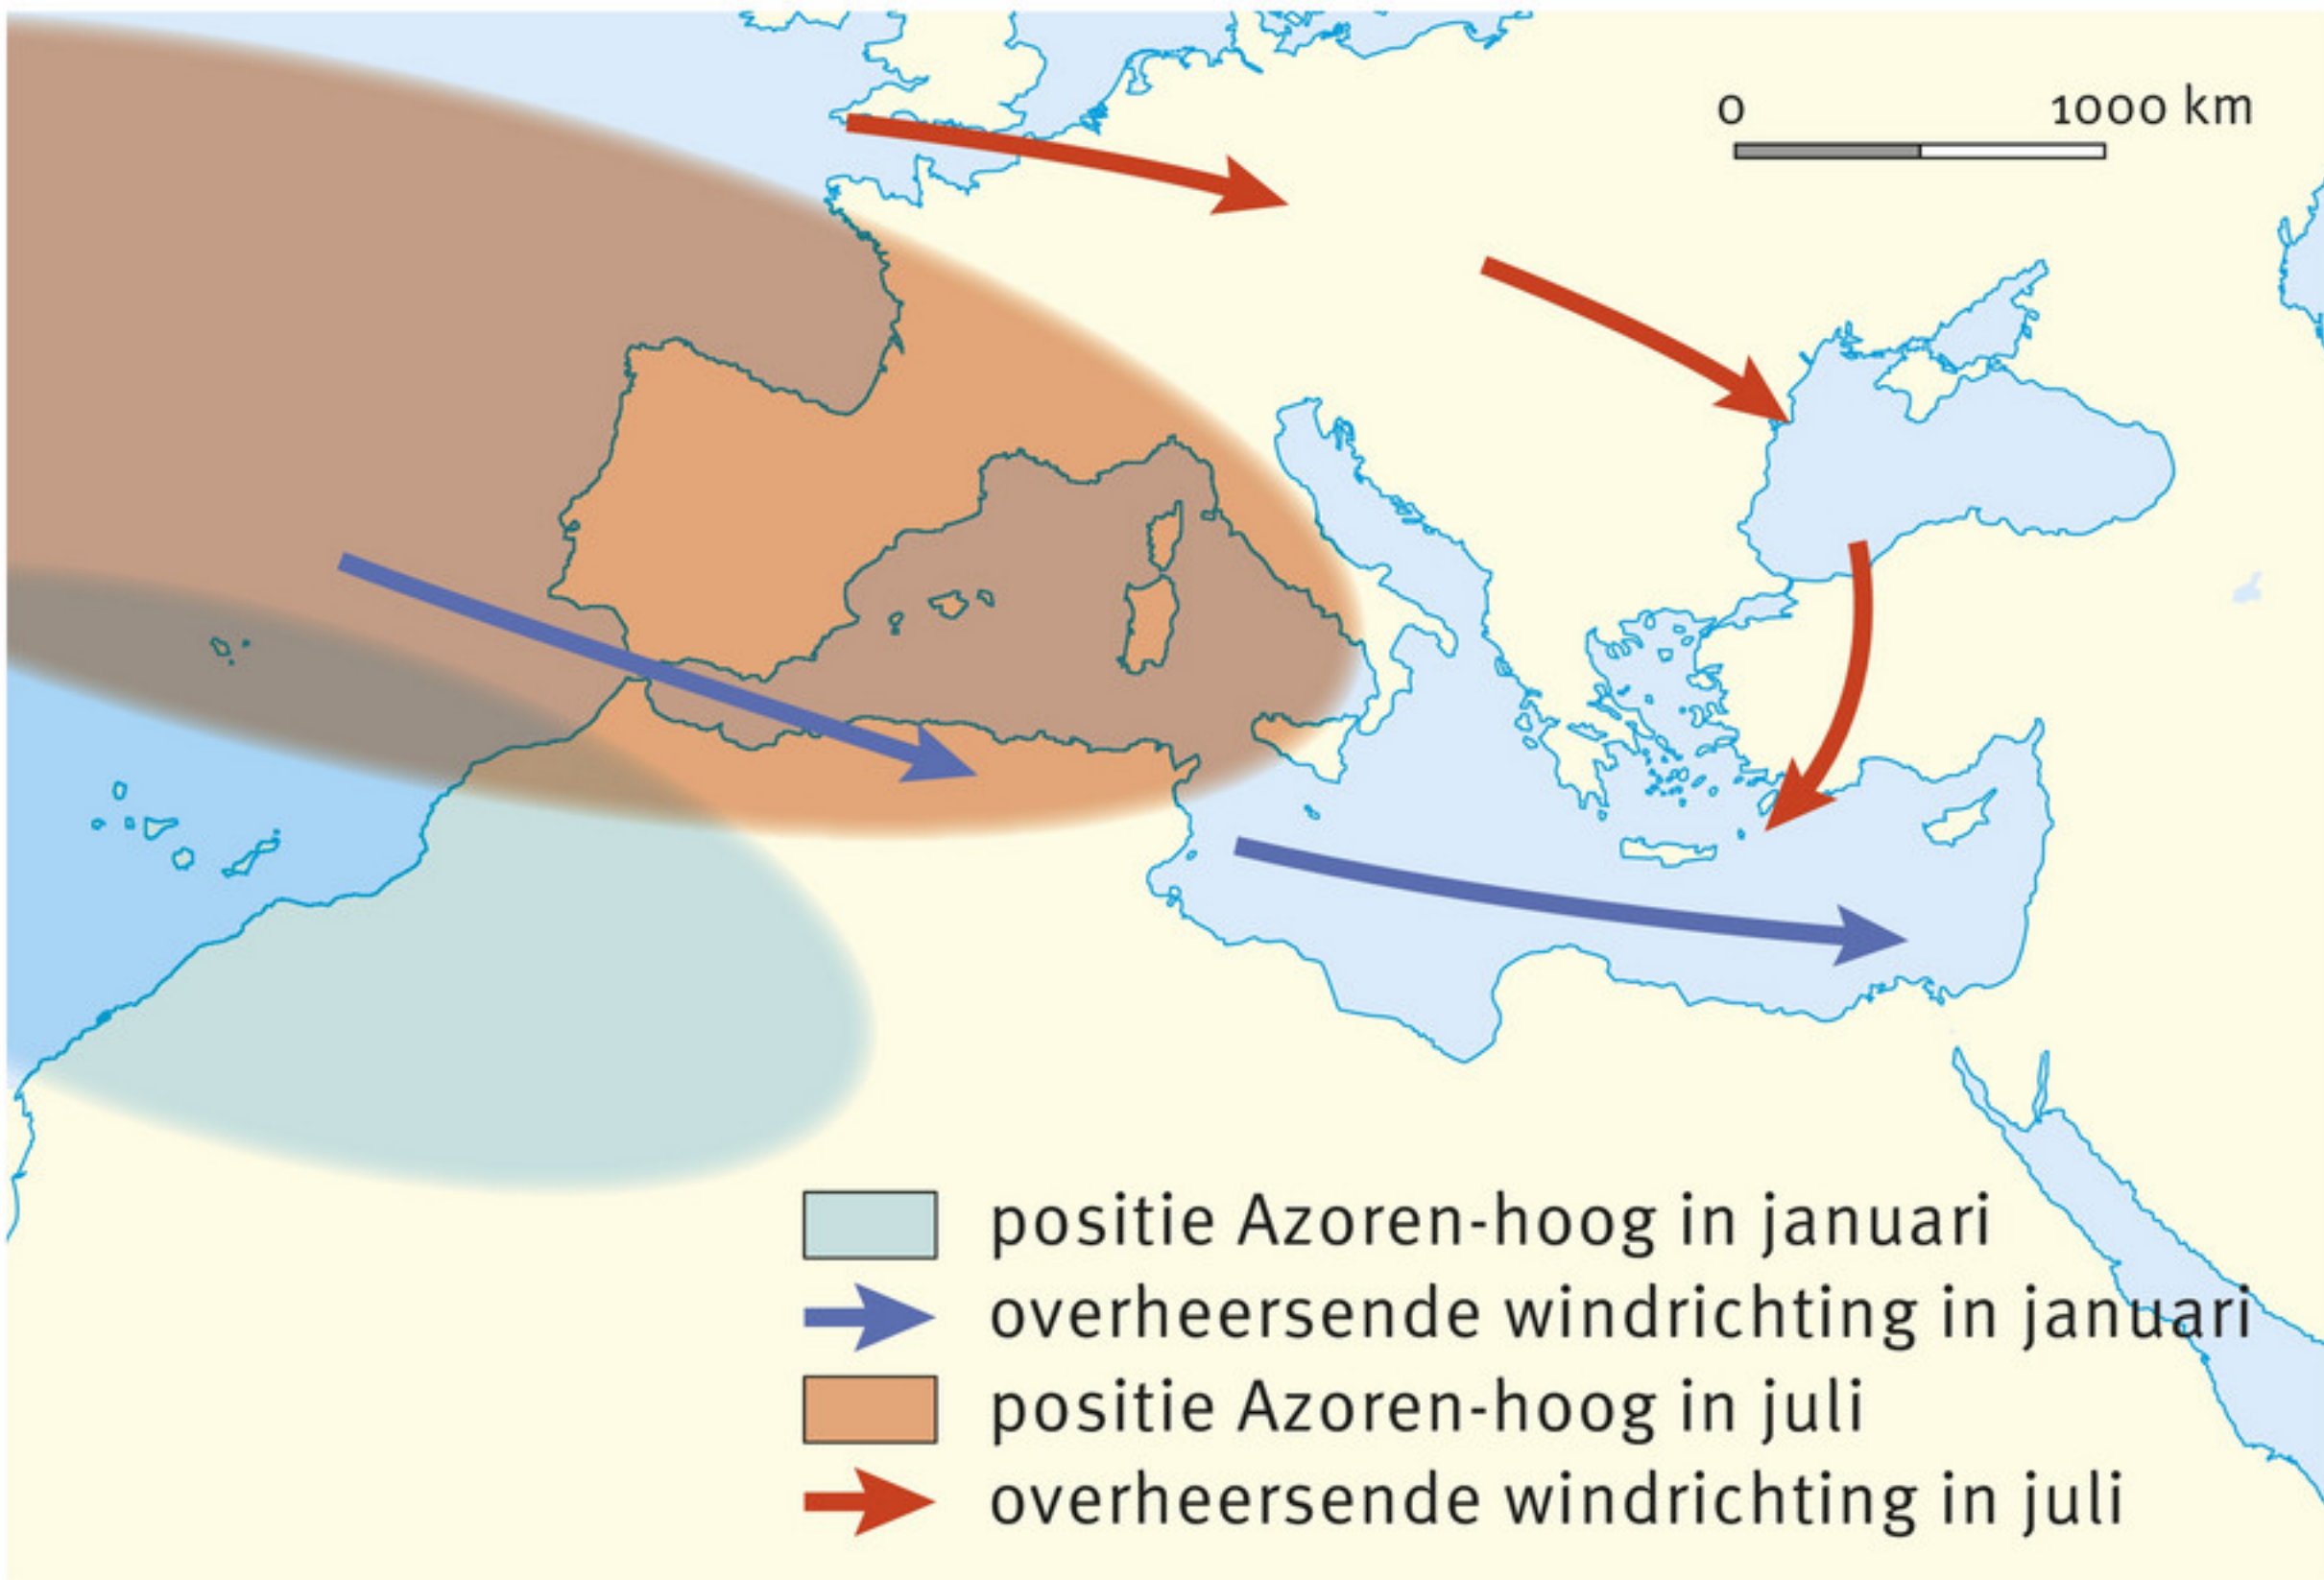 0 1000 km
positie Azoren-hoog in januari
overheersende windrichting in januari
positie Azoren-hoog in juli
overheersende windrichting in juli